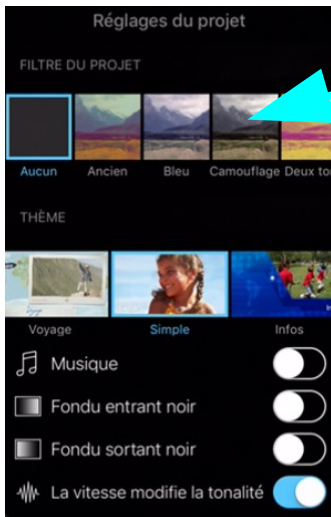 Réglages du projet
FILTRE DU PROJET
Aucun Ancien Bleu Camouflage Deux to
THÈME
Voyage Simple Infos
Musique
Fondu entrant noir
Fondu sortant noir
La vitesse modifie la tonalité